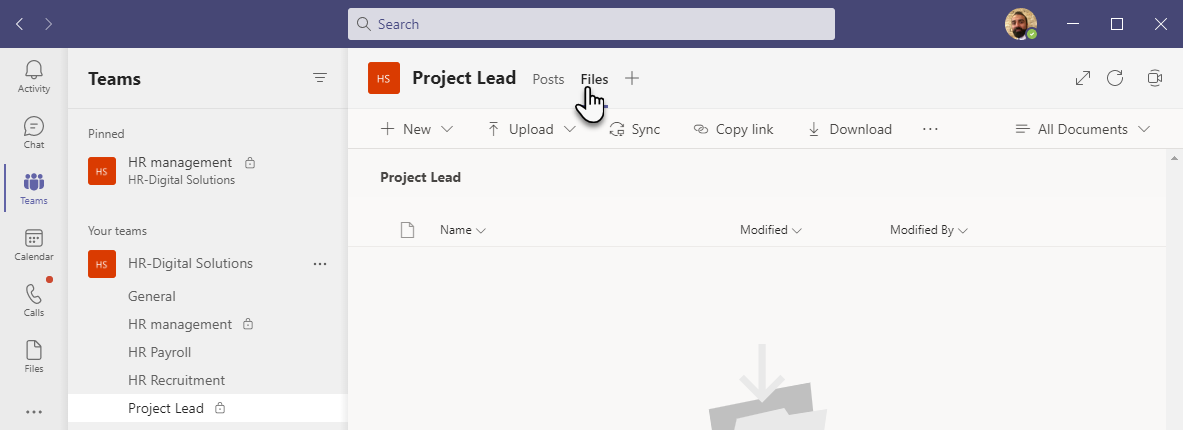 Search
Activity
Chat
Teams
Calendar
Calls
Files
Teams
Pinned
HS
HR management
HR-Digital Solutions
Your teams
HS
HR-Digital Solutions
General
HR management
HR Payroll
HR Recruitment
Project Lead
HS
Project Lead
Posts
Files
New
Upload
Sync
Copy link
Download
All Documents
Project Lead
Name
Modified
Modified By